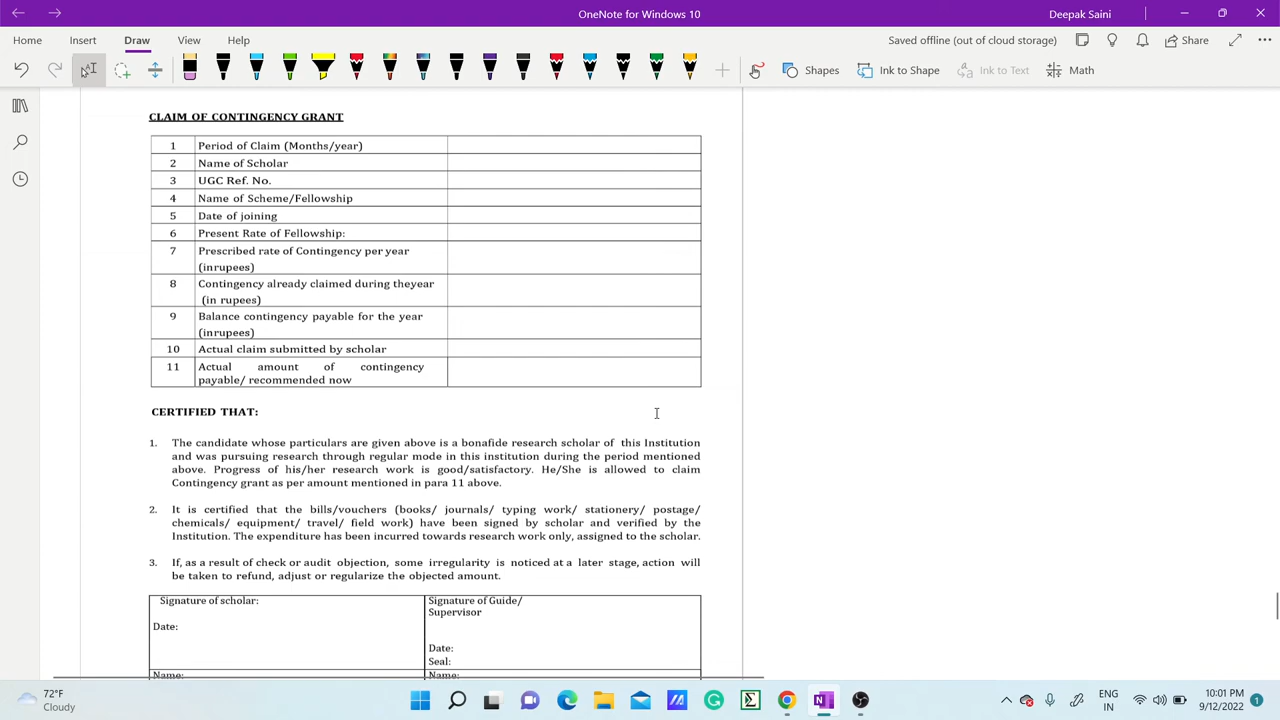 OneNote for Windows 10
Deepak Saini
Home
Insert
Draw
View
Help
Saved offline (out of cloud storage)
Share
Shapes
Ink to Shape
Ink to Text
Math
CLAIM OF CONTINGENCY GRANT
1 Period of Claim (Months/year)
2 Name of Scholar
3 UGC Ref. No.
4 Name of Scheme/Fellowship
5 Date of joining
6 Present Rate of Fellowship:
7 Prescribed rate of Contingency per year
(inrupees)
8 Contingency already claimed during theyear
(in rupees)
9 Balance contingency payable for the year
(inrupees)
10 Actual claim submitted by scholar
11 Actual amount of contingency
payable/ recommended now
CERTIFIED THAT:
1. The candidate whose particulars are given above is a bonafide research scholar of this Institution
and was pursuing research through regular mode in this institution during the period mentioned
above. Progress of his/her research work is good/satisfactory. He/She is allowed to claim
Contingency grant as per amount mentioned in para 11 above.
2. It is certified that the bills/vouchers (books/ journals/ typing work/ stationery/ postage/
chemicals/ equipment/ travel/ field work) have been signed by scholar and verified by the
Institution. The expenditure has been incurred towards research work only, assigned to the scholar.
3. If, as a result of check or audit objection, some irregularity is noticed at a later stage, action will
be taken to refund, adjust or regularize the objected amount.
Signature of scholar:
Date:
Signature of Guide/
Supervisor
Date:
Seal:
Name:
Name:
72°F
Cloudy
ENG
IN
10:01 PM
9/12/2022
1